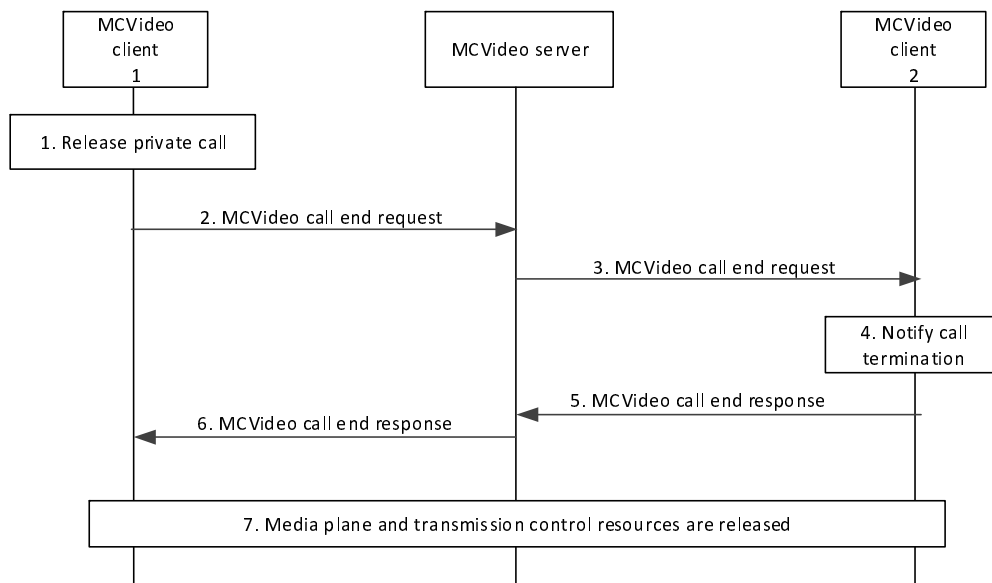 MCVideo
client
1
MCVideo server
MCVideo
client
2
1. Release private call
2. MCVideo call end request
3. MCVideo call end request
4. Notify call
termination
5. MCVideo call end response
6. MCVideo call end response
7. Media plane and transmission control resources are released